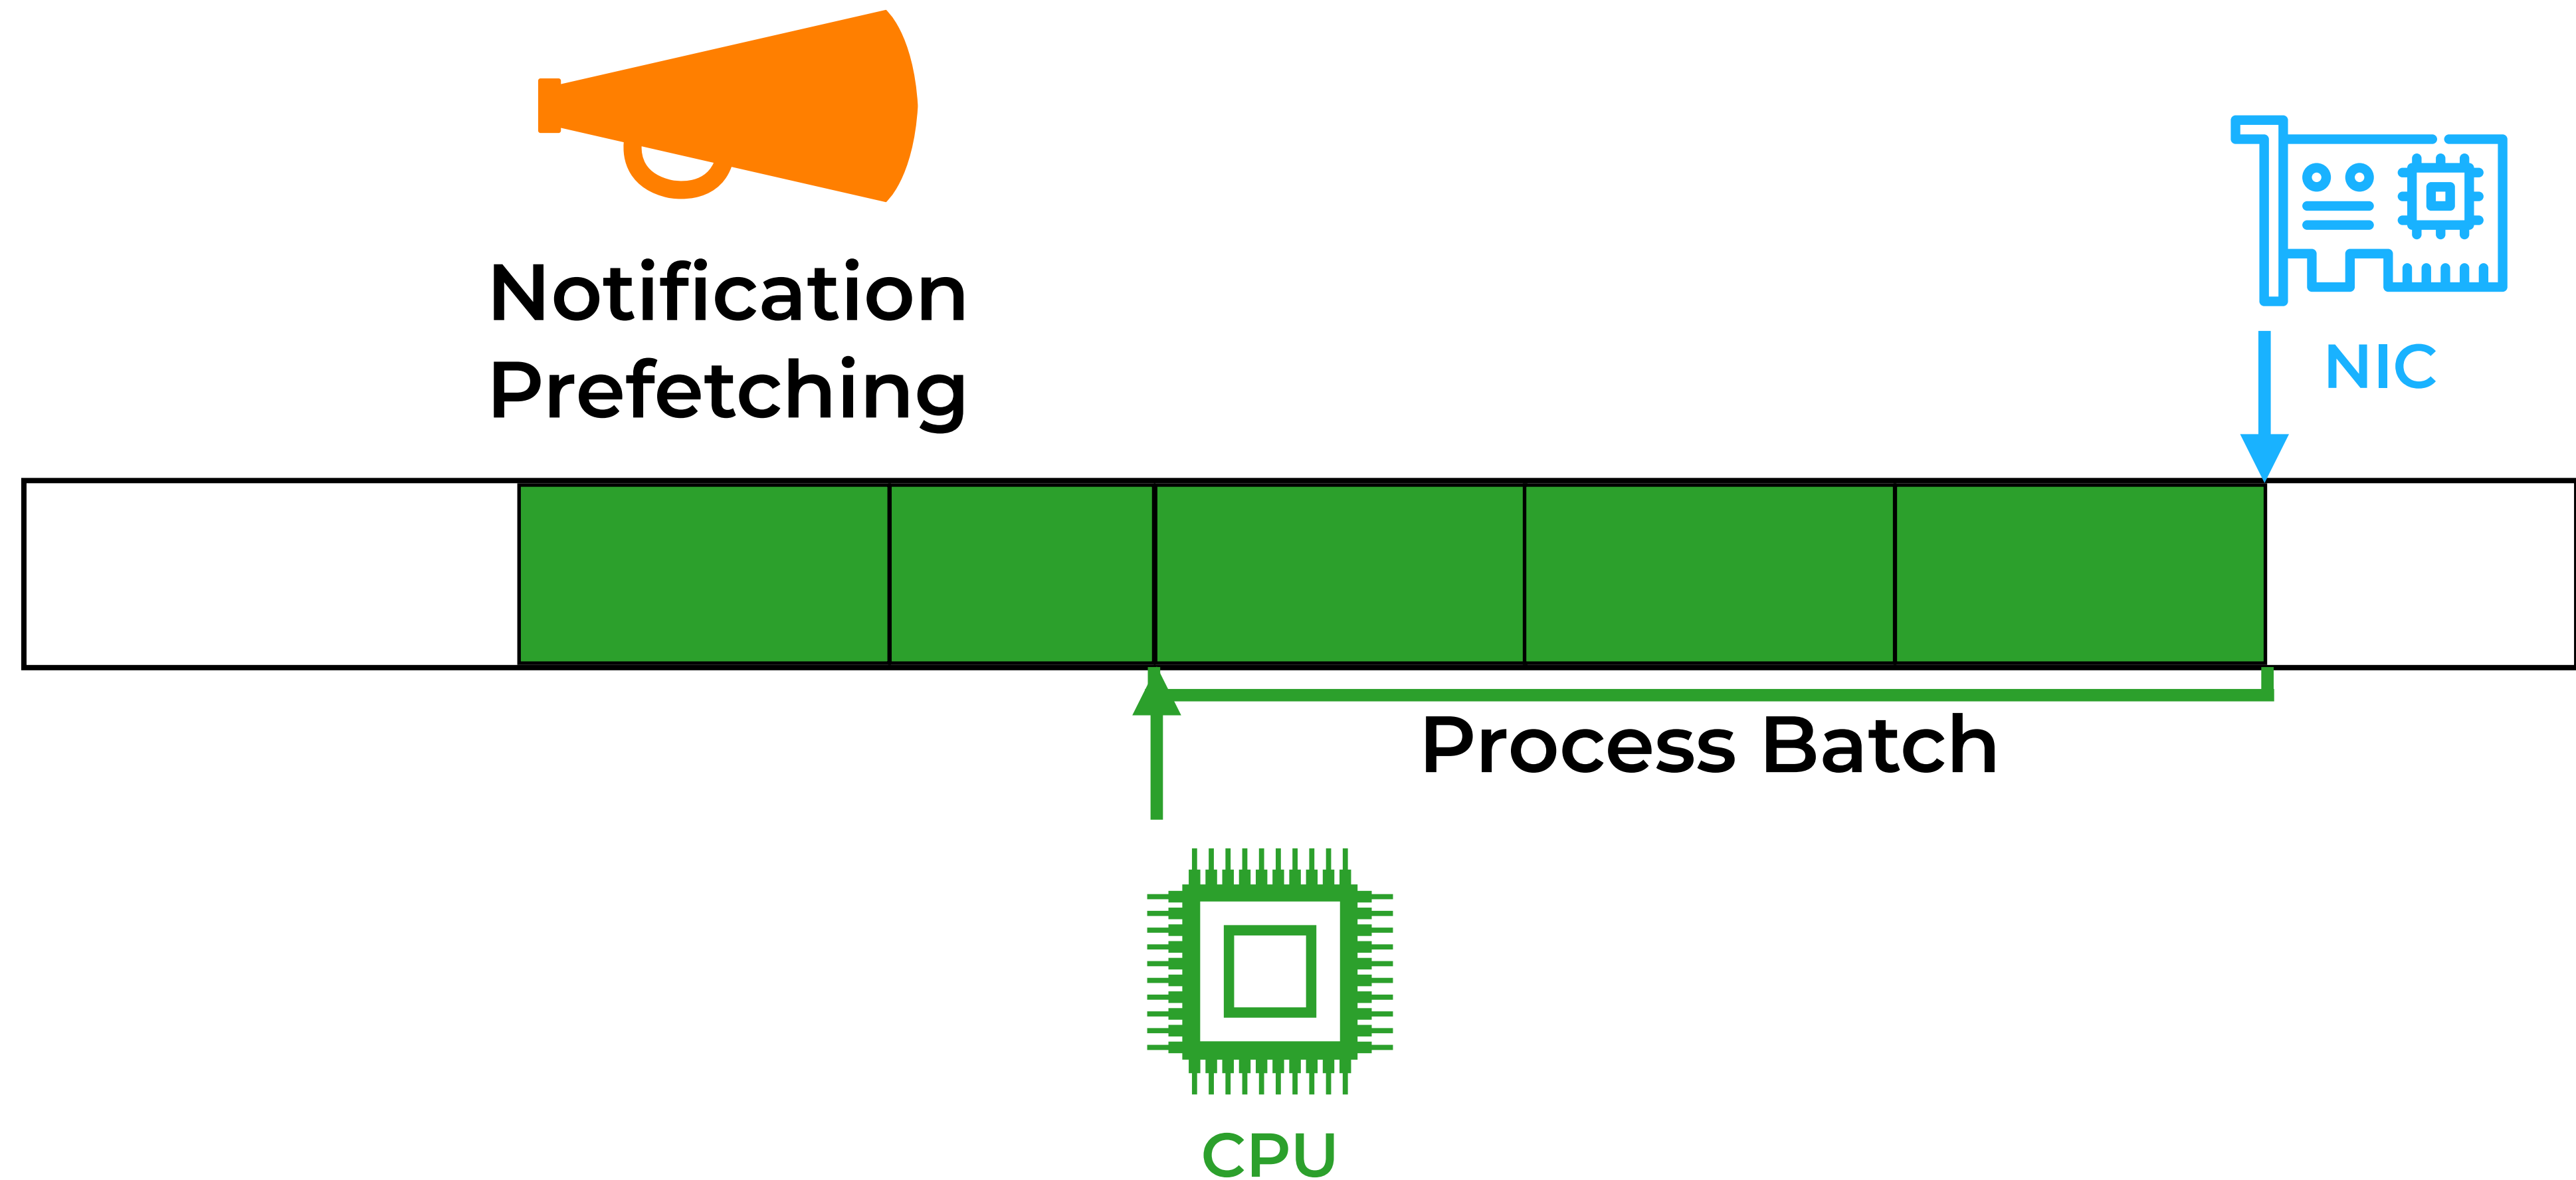 Notification
Prefetching
NIC
Process Batch
CPU